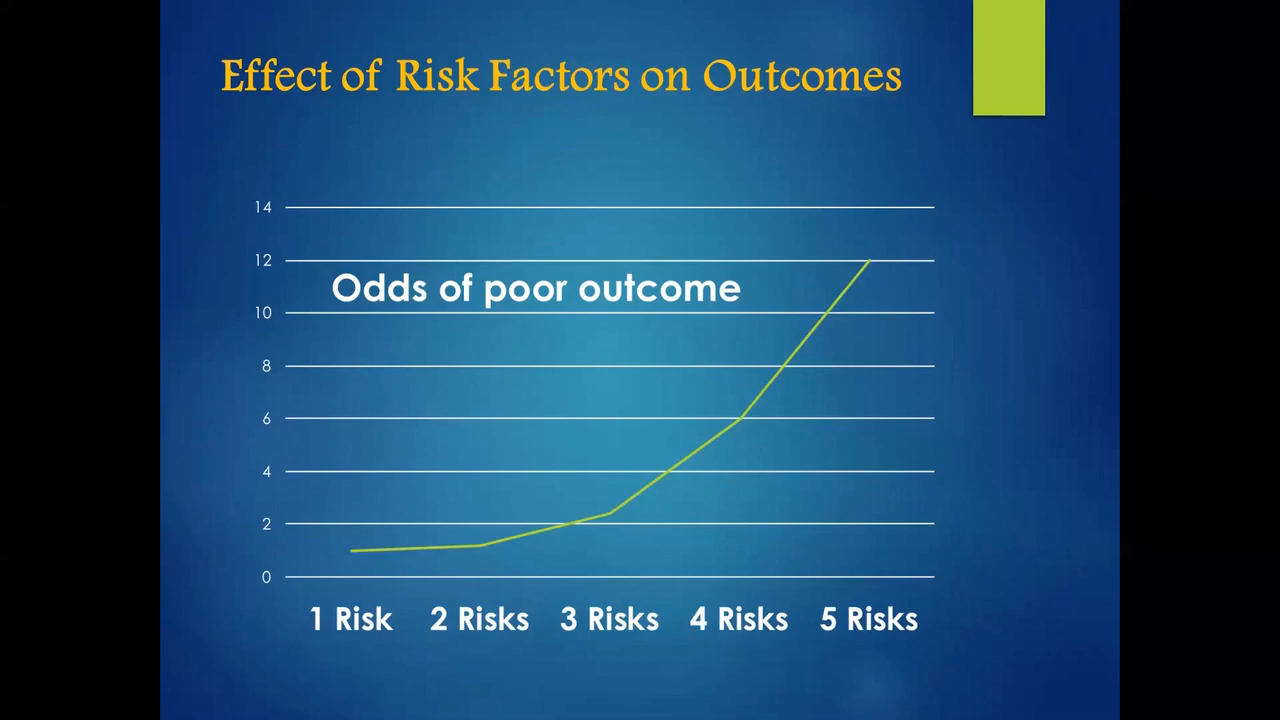 Effect of Risk Factors on Outcomes
14
12
Odds of poor outcome
10
8
6
4
2
0
1 Risk 2 Risks 3 Risks 4 Risks 5 Risks